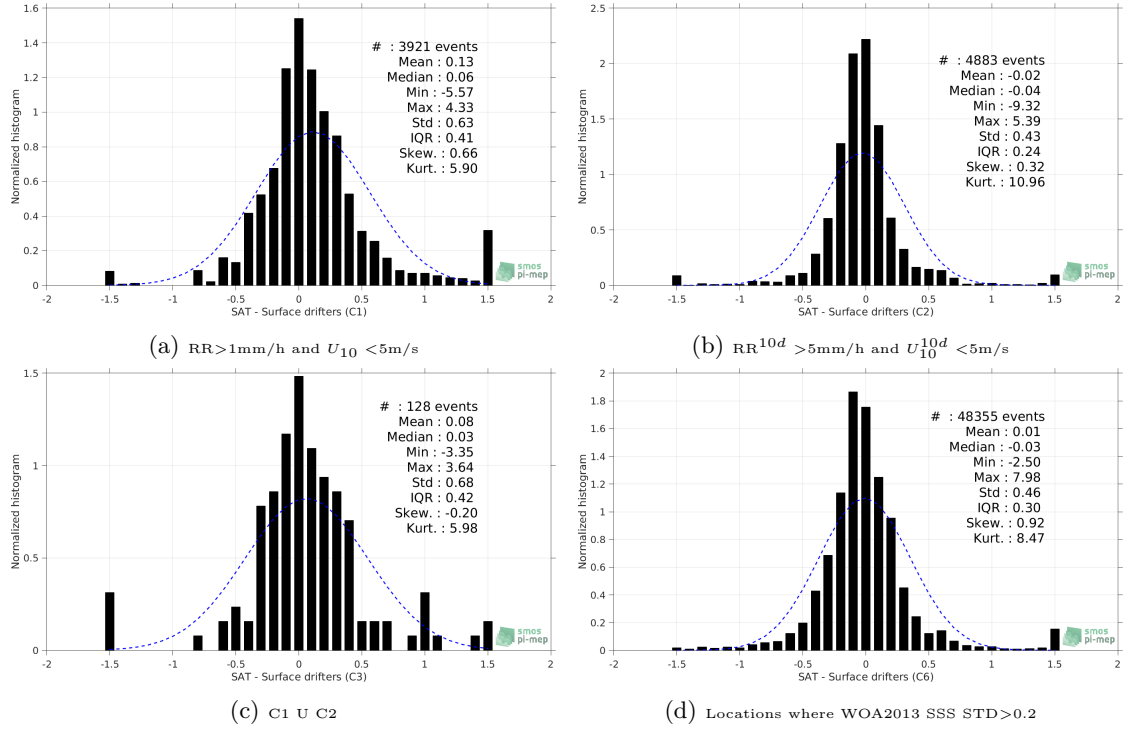 1.6
1.4
1.2
1
0.8
0.6
0.4
0.2
0
Normalized histogram
# : 3921 events
Mean : 0.13
Median : 0.06
Min : -5.57
Max : 4.33
Std : 0.63
IQR : 0.41
Skew. : 0.66
Kurt. : 5.90
smos
pi-mep
-2 -1.5 -1 -0.5 0 0.5 1 1.5 2
SAT - Surface drifters (C1)
(a) RR>1mm/h and U10 <5m/s
2.5
2
1.5
1
0.5
0
Normalized histogram
# : 4883 events
Mean : -0.02
Median : -0.04
Min : -9.32
Max : 5.39
Std : 0.43
IQR : 0.24
Skew. : 0.32
Kurt. : 10.96
smos
pi-mep
-2 -1.5 -1 -0.5 0 0.5 1 1.5 2
SAT - Surface drifters (C2)
(b) RR^10d >5mm/h and U10^10d <5m/s
1.5
1
0.5
0
Normalized histogram
# : 128 events
Mean : 0.08
Median : 0.03
Min : -3.35
Max : 3.64
Std : 0.68
IQR : 0.42
Skew. : -0.20
Kurt. : 5.98
smos
pi-mep
-2 -1.5 -1 -0.5 0 0.5 1 1.5 2
SAT - Surface drifters (C3)
(c) C1 U C2
2
1.8
1.6
1.4
1.2
1
0.8
0.6
0.4
0.2
0
Normalized histogram
# : 48355 events
Mean : 0.01
Median : -0.03
Min : -2.50
Max : 7.98
Std : 0.46
IQR : 0.30
Skew. : 0.92
Kurt. : 8.47
smos
pi-mep
-2 -1.5 -1 -0.5 0 0.5 1 1.5 2
SAT - Surface drifters (C6)
(d) Locations where WOA2013 SSS STD>0.2